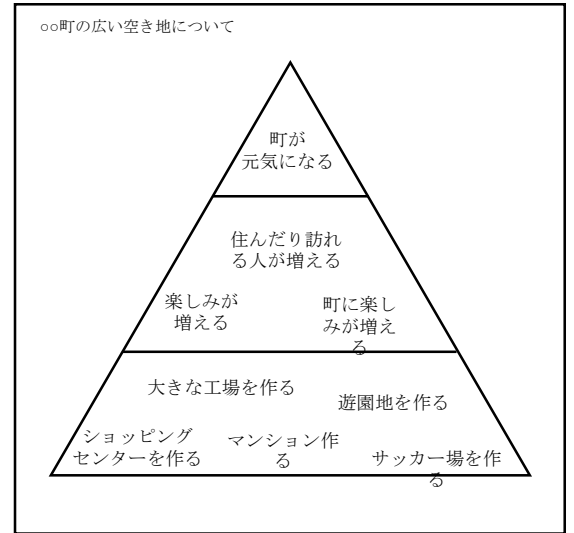 ○○町の広い空き地について
町が
元気になる
住んだり訪れ
る人が増える
楽しみが
増える
町に楽し
みが増え
る
大きな工場を作る
遊園地を作る
ショッピング
センターを作る
マンション作
る
サッカー場を作
る